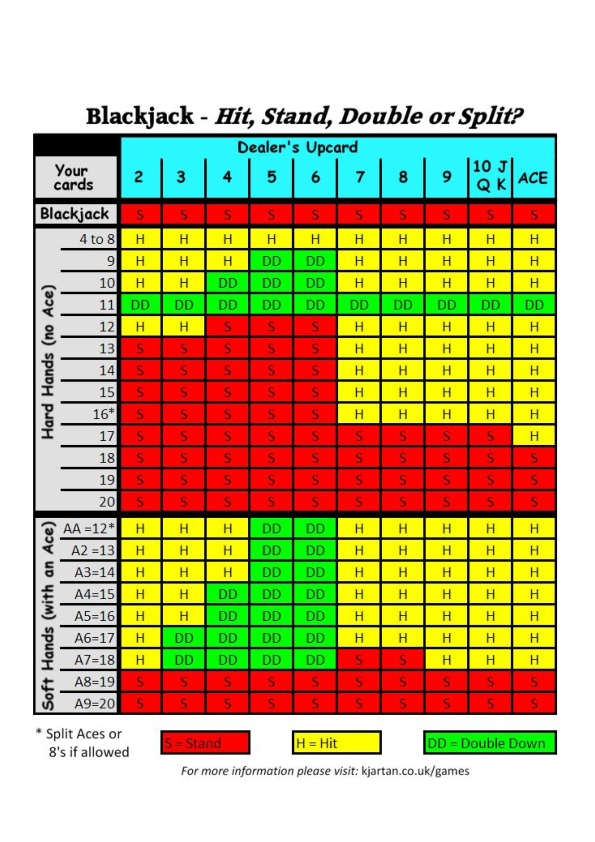 Blackjack - Hit, Stand, Double or Split?
Dealer's Upcard
Your cards 2 3 4 5 6 7 8 9 10 J Q K ACE
Blackjack S S S S S S S S S S
Hard Hands (no Ace)
4 to 8 H H H H H H H H H H
9 H H H DD DD H H H H H
10 H H DD DD DD H H H H H
11 DD DD DD DD DD DD DD DD DD DD
12 H H S S S H H H H H
13 S S S S S H H H H H
14 S S S S S H H H H H
15 S S S S S H H H H H
16* S S S S S H H H H H
17 S S S S S S S S S H
18 S S S S S S S S S S
19 S S S S S S S S S S
20 S S S S S S S S S S
Soft Hands (with an Ace)
AA =12* H H H DD DD H H H H H
A2 =13 H H H DD DD H H H H H
A3=14 H H H DD DD H H H H H
A4=15 H H DD DD DD H H H H H
A5=16 H H DD DD DD H H H H H
A6=17 H DD DD DD DD H H H H H
A7=18 H DD DD DD DD S S H H H
A8=19 S S S S S S S S S S
A9=20 S S S S S S S S S S
* Split Aces or
8's if allowed
S = Stand H = Hit DD = Double Down
For more information please visit: kjartan.co.uk/games